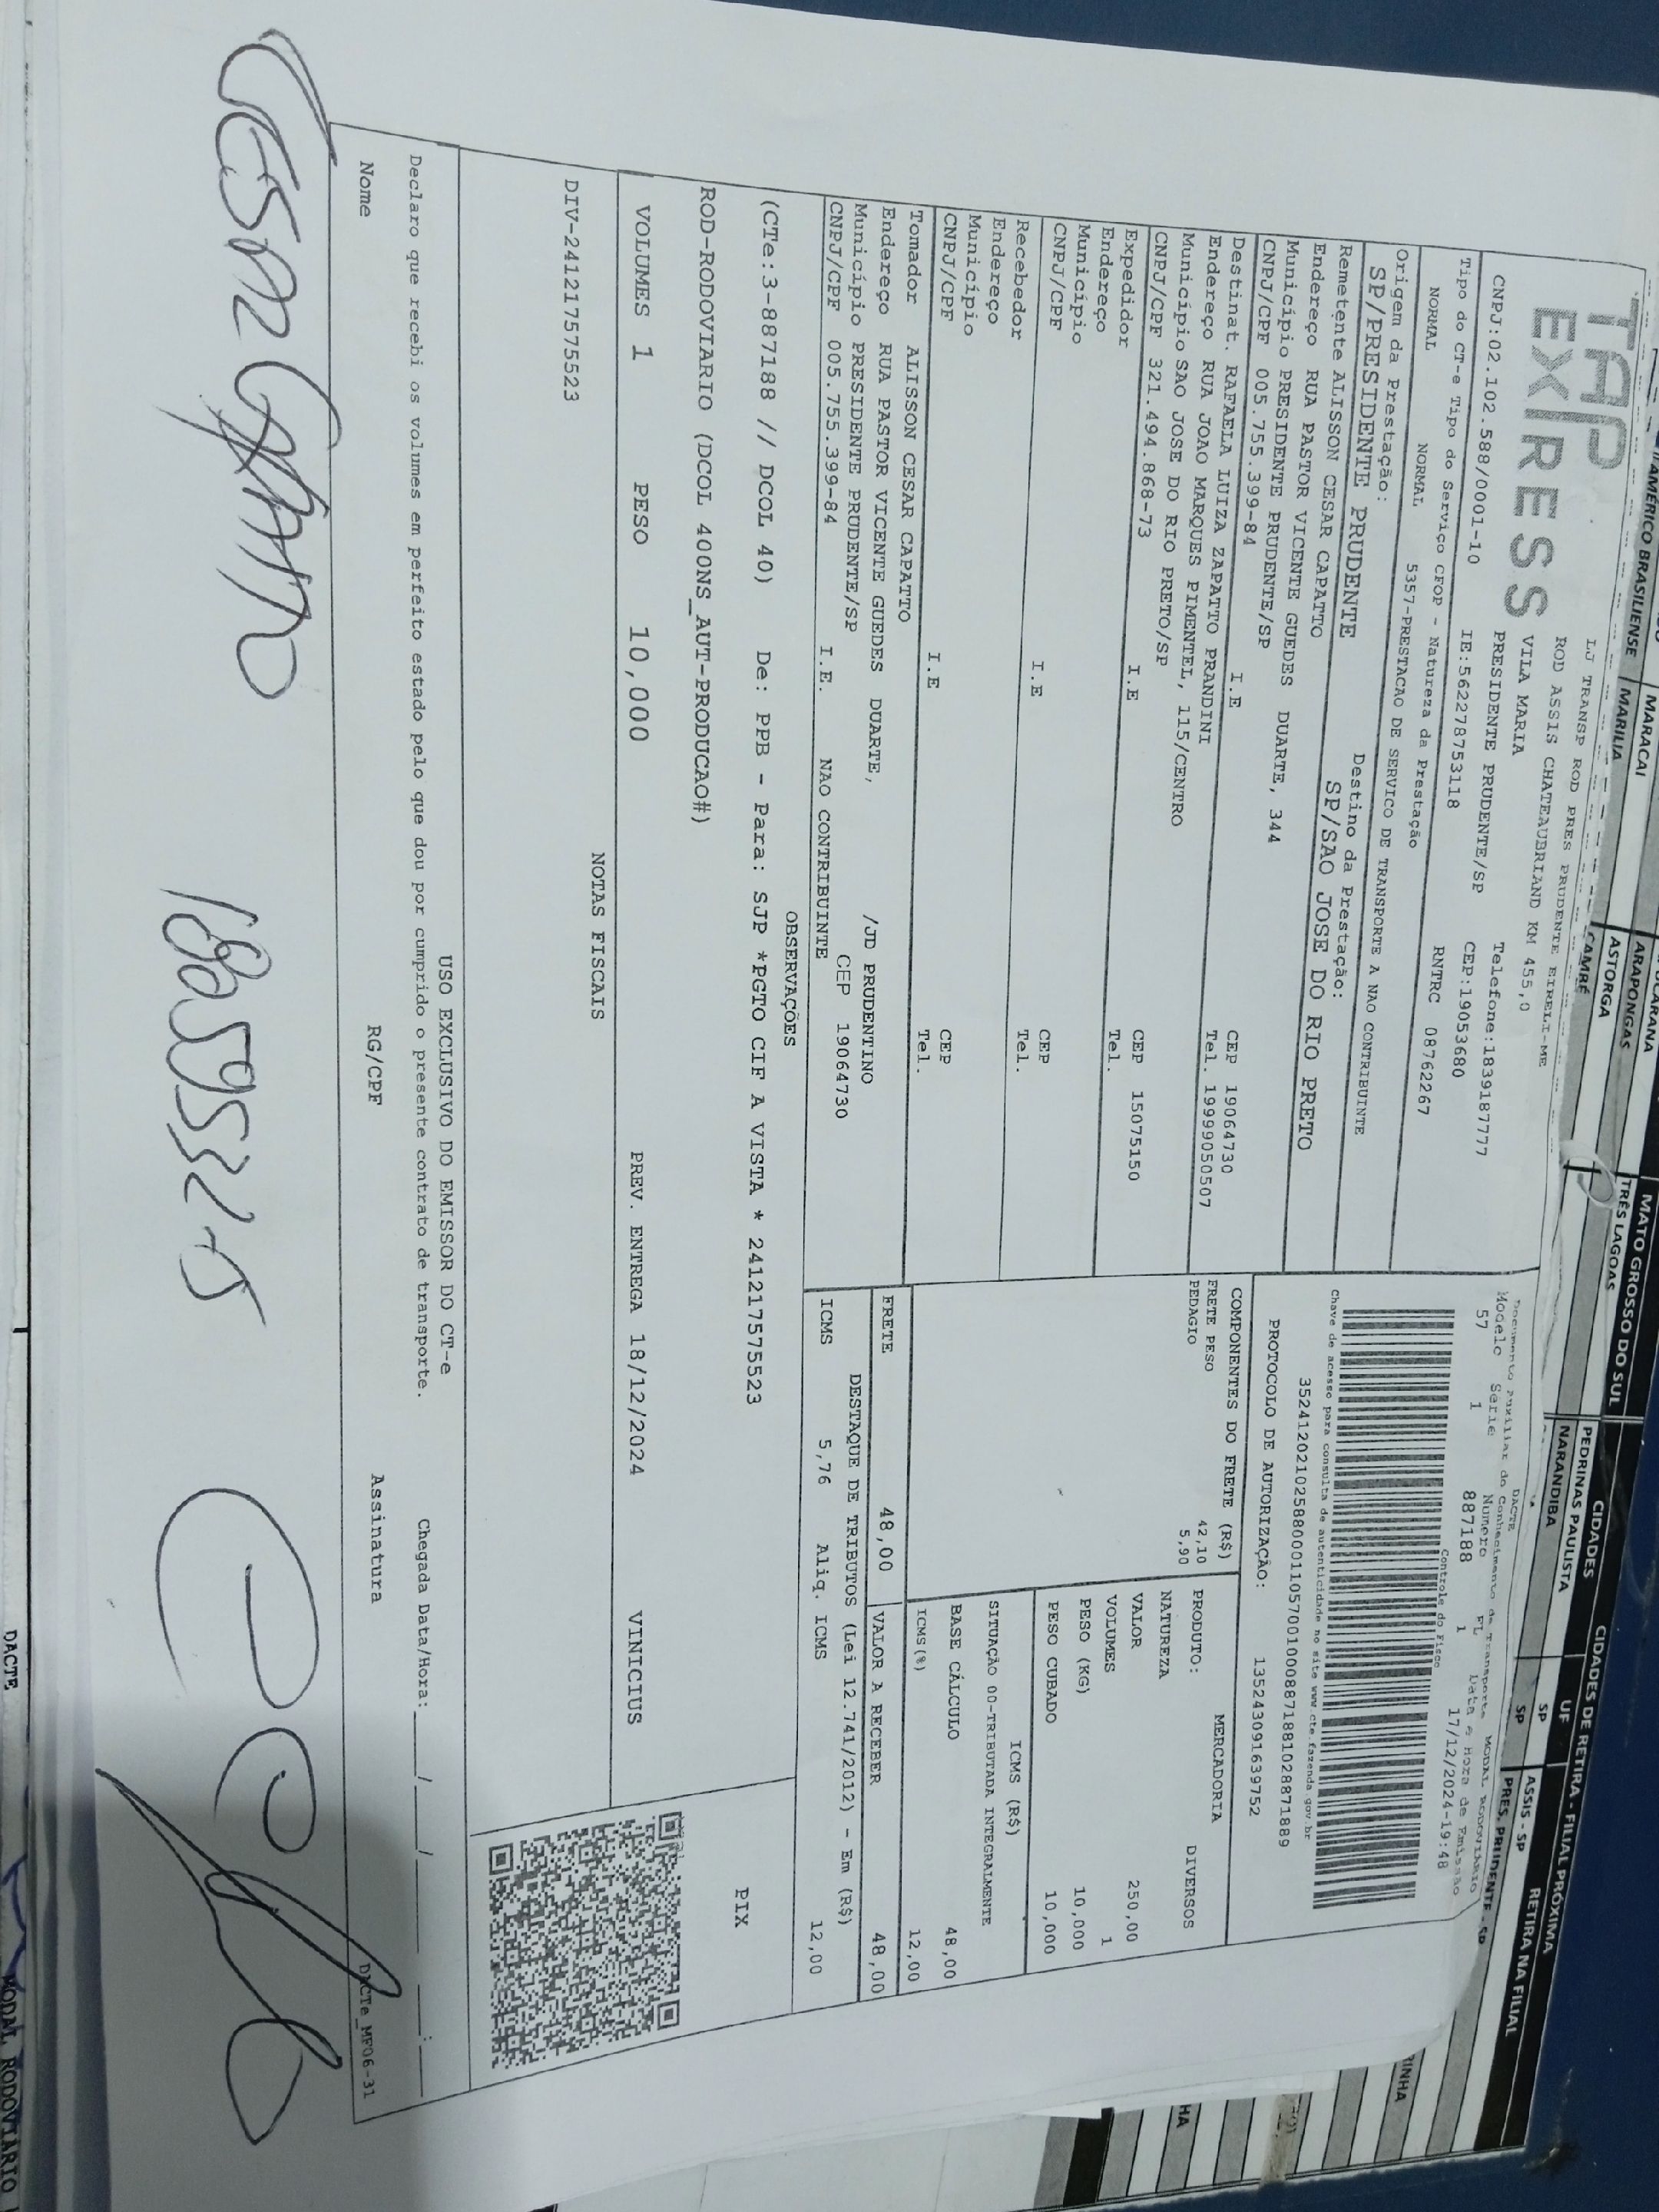 TAP
EXPRESS
LJ TRANSP ROD PRES PRUDENTE EIRELI-ME
ROD ASSIS CHATEAUBRIAND KM 455,0
VILA MARIA
PRESIDENTE PRUDENTE/SP Telefone:1839187777
CNPJ:02.102.588/0001-10 IE:562278753118 CEP:19053680
RNTRC 08762267
Tipo do CT-e Tipo do Serviço CFOP - Natureza da Prestação
NORMAL NORMAL 5357-PRESTACAO DE SERVICO DE TRANSPORTE A NAO CONTRIBUINTE
Origem da Prestação: Destino da Prestação:
SP/PRESIDENTE PRUDENTE SP/SAO JOSE DO RIO PRETO
Remetente ALISSON CESAR CAPATTO
Endereço RUA PASTOR VICENTE GUEDES DUARTE, 344
Município PRESIDENTE PRUDENTE/SP CEP 19064730
CNPJ/CPF 005.755.399-84 I.E Tel. 19999050507
Destinat. RAFAELA LUIZA ZAPATTO PRANDINI
Endereço RUA JOAO MARQUES PIMENTEL, 115/CENTRO
Município SAO JOSE DO RIO PRETO/SP CEP 15075150
CNPJ/CPF 321.494.868-73 I.E Tel.
Expedidor
Endereço
Município CEP
CNPJ/CPF I.E Tel.
Recebedor
Endereço
Município CEP
CNPJ/CPF I.E Tel.
Tomador ALISSON CESAR CAPATTO
Endereço RUA PASTOR VICENTE GUEDES DUARTE, /JD PRUDENTINO
Município PRESIDENTE PRUDENTE/SP CEP 19064730
CNPJ/CPF 005.755.399-84 I.E. NAO CONTRIBUINTE
DACTE
Documento Auxiliar do Conhecimento de Transporte MODAL RODOVIARIO
Modelo Serie Numero FL Data e Hora de Emissão
57 1 887188 1 17/12/2024-19:48
Controle do Fisco
Chave de acesso para consulta de autenticidade no site www.cte.fazenda.gov.br
35241202102588000110570010008871881028871889
PROTOCOLO DE AUTORIZAÇÃO: 135243091639752
COMPONENTES DO FRETE (R$)
FRETE PESO 42,10
PEDAGIO 5,90
MERCADORIA
PRODUTO: DIVERSOS
NATUREZA
VALOR 250,00
VOLUMES 1
PESO (KG) 10,000
PESO CUBADO 10,000
ICMS (R$)
SITUAÇÃO 00-TRIBUTADA INTEGRALMENTE
BASE CÁLCULO 48,00
ICMS(%) 12,00
FRETE 48,00 VALOR A RECEBER 48,00
DESTAQUE DE TRIBUTOS (Lei 12.741/2012) - Em (R$)
ICMS 5,76 Aliq. ICMS 12,00
OBSERVAÇÕES
(CTe:3-887188 // DCOL 40) De: PPB - Para: SJP *PGTO CIF A VISTA * 241217575523
ROD-RODOVIARIO (DCOL 400NS_AUT-PRODUCAO#)
PIX
VOLUMES 1 PESO 10,000 PREV. ENTREGA 18/12/2024 VINICIUS
NOTAS FISCAIS
DIV-241217575523
USO EXCLUSIVO DO EMISSOR DO CT-e
Declaro que recebi os volumes em perfeito estado pelo que dou por cumprido o presente contrato de transporte. Chegada Data/Hora: ___/___/_____ ___:___
Nome RG/CPF Assinatura
DACTe_MF06-31
AMÉRICO BRASILIENSE
MARACAI
MARILIA
ARAPONGAS
ASTORGA
CAMBÉ
MATO GROSSO DO SUL
TRÊS LAGOAS
CIDADES
PEDRINAS PAULISTA
NARANDIBA
CIDADES DE RETIRA - FILIAL PRÓXIMA
UF RETIRA NA FILIAL
SP ASSIS - SP
SP PRES. PRUDENTE - SP
DACTE
MODAL RODOVIARIO